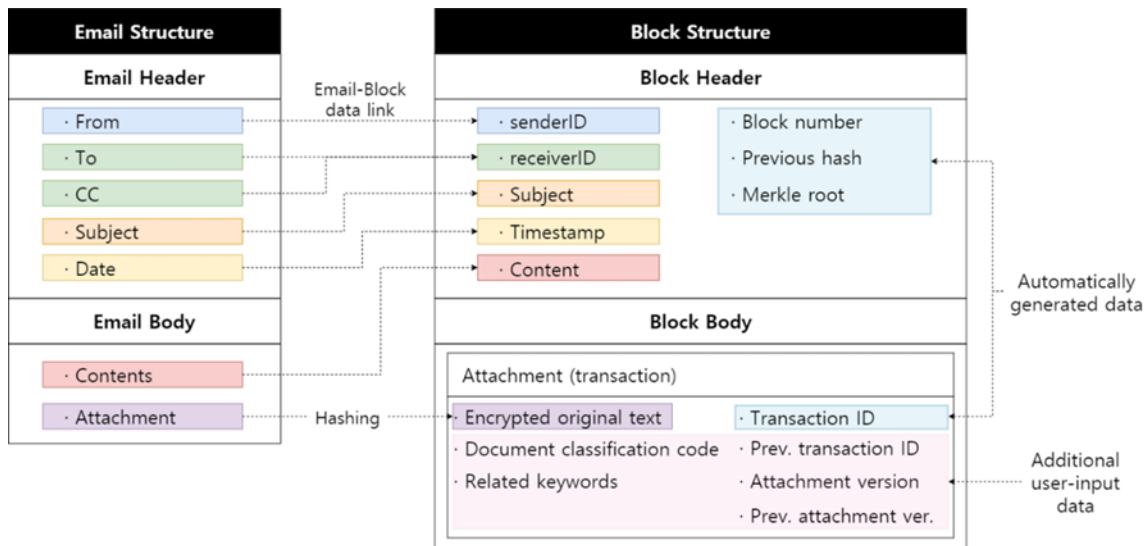 Email Structure
Email Header
· From
· To
· CC
· Subject
· Date
Email Body
· Contents
· Attachment
Email-Block
data link
Hashing
Block Structure
Block Header
· senderID
· receiverID
· Subject
· Timestamp
· Content
· Block number
· Previous hash
· Merkle root
Block Body
Attachment (transaction)
· Encrypted original text
· Document classification code
· Related keywords
· Transaction ID
· Prev. transaction ID
· Attachment version
· Prev. attachment ver.
Automatically
generated data
Additional
user-input
data